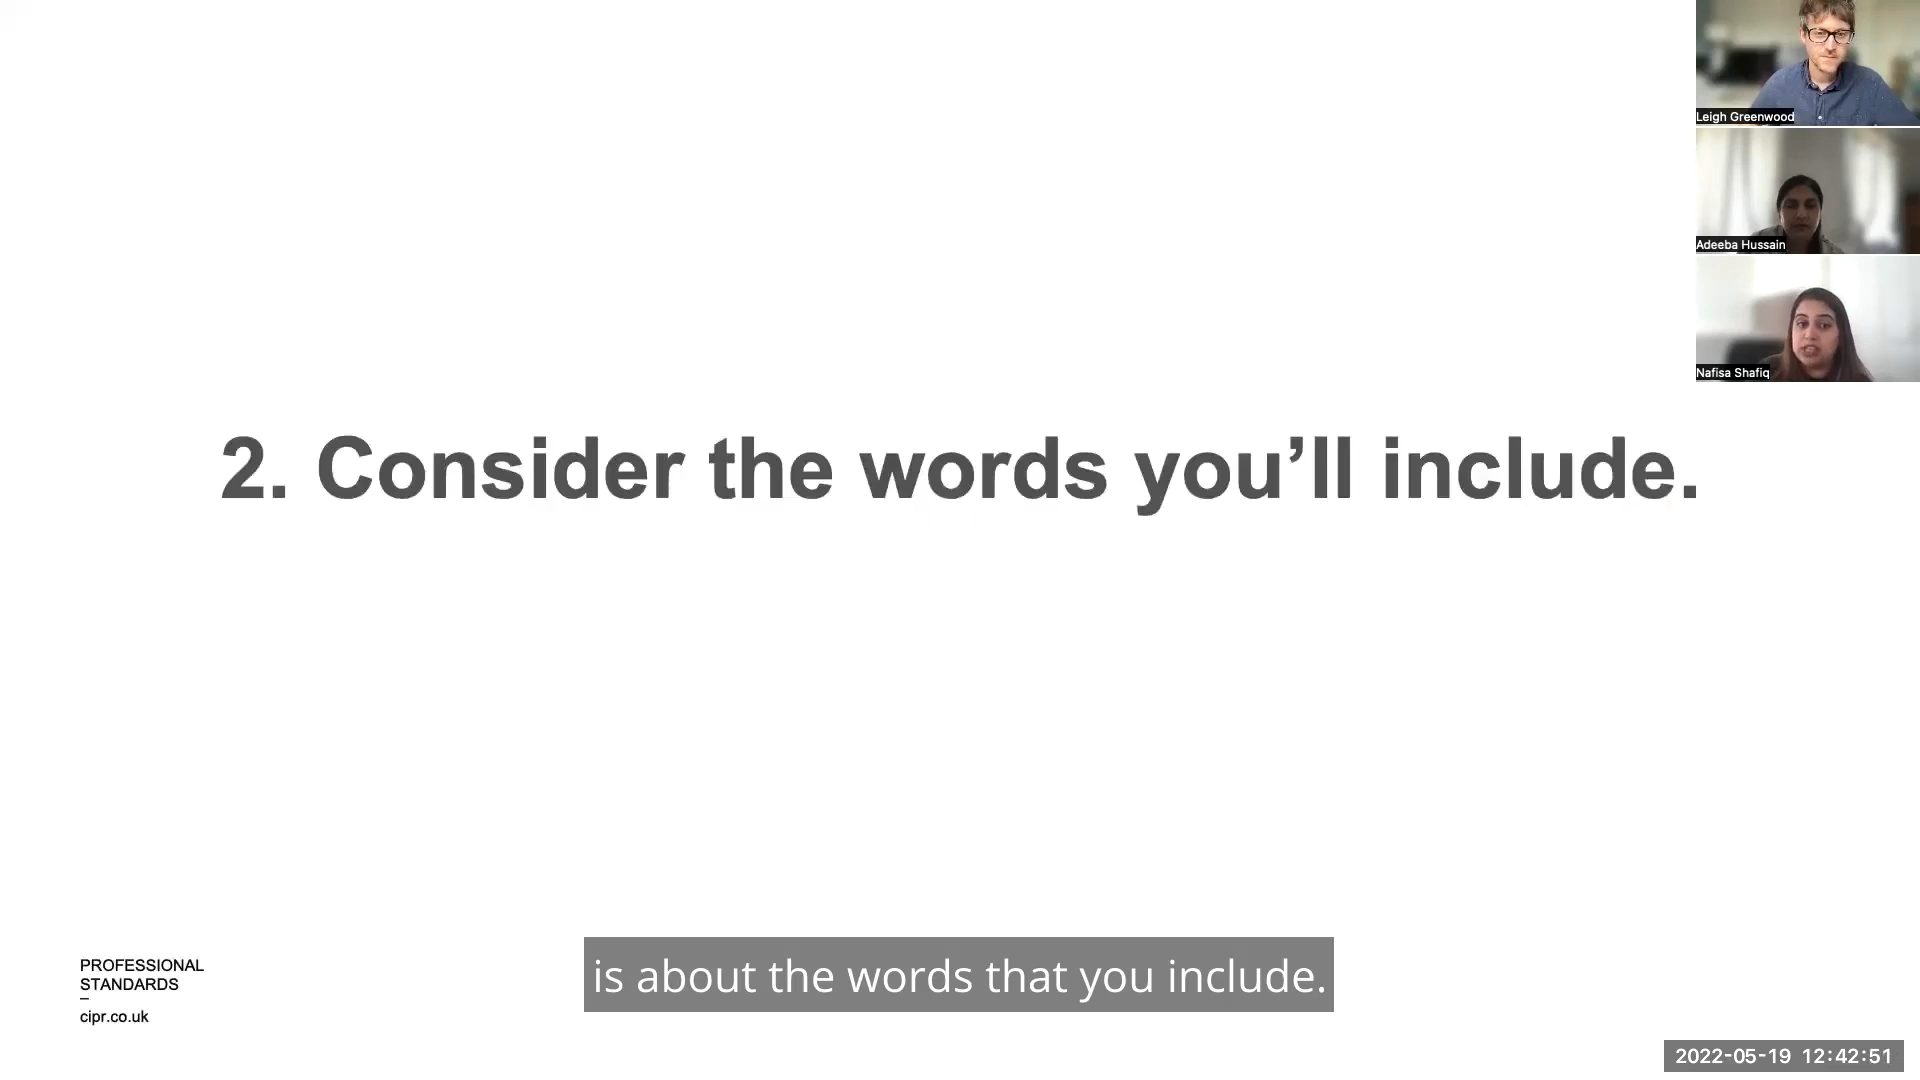 Leigh Greenwood
Adeeba Hussain
Nafisa Shafiq
2. Consider the words you’ll include.
PROFESSIONAL
STANDARDS
–
cipr.co.uk
is about the words that you include.
2022-05-19 12:42:51